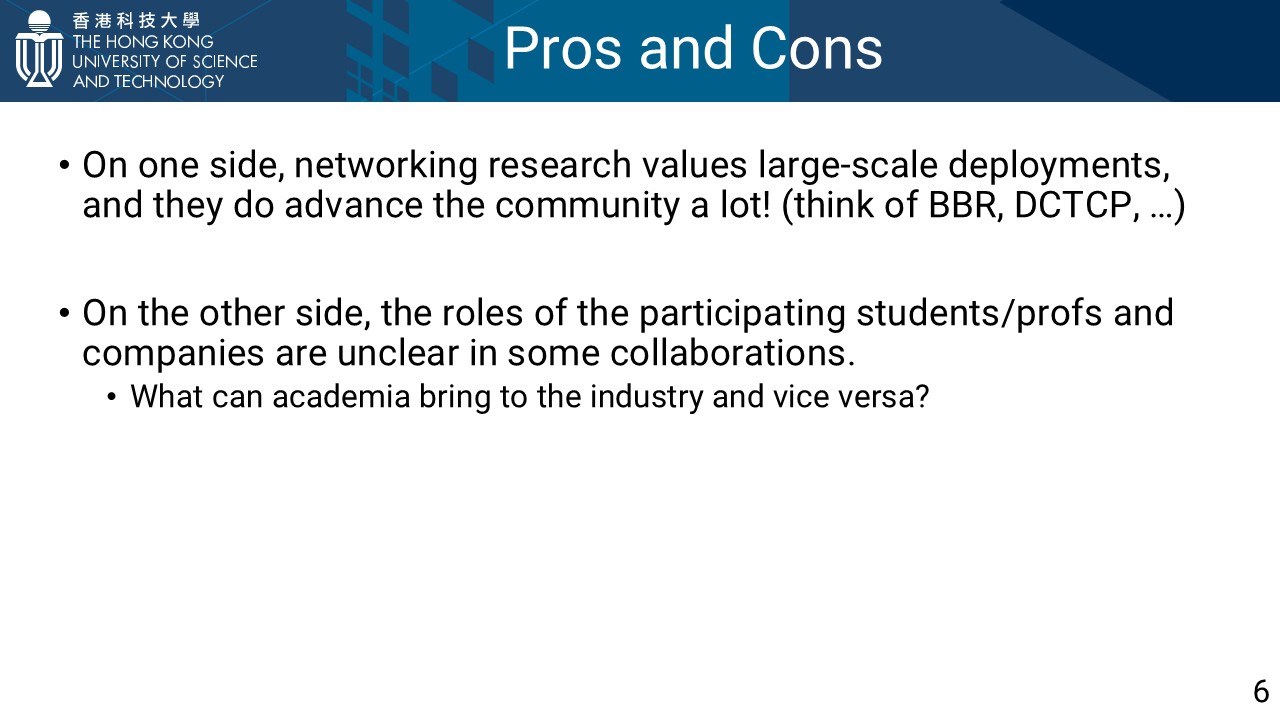 香港科技大學
THE HONG KONG
UNIVERSITY OF SCIENCE
AND TECHNOLOGY
Pros and Cons
• On one side, networking research values large-scale deployments,
and they do advance the community a lot! (think of BBR, DCTCP, …)
• On the other side, the roles of the participating students/profs and
companies are unclear in some collaborations.
• What can academia bring to the industry and vice versa?
6